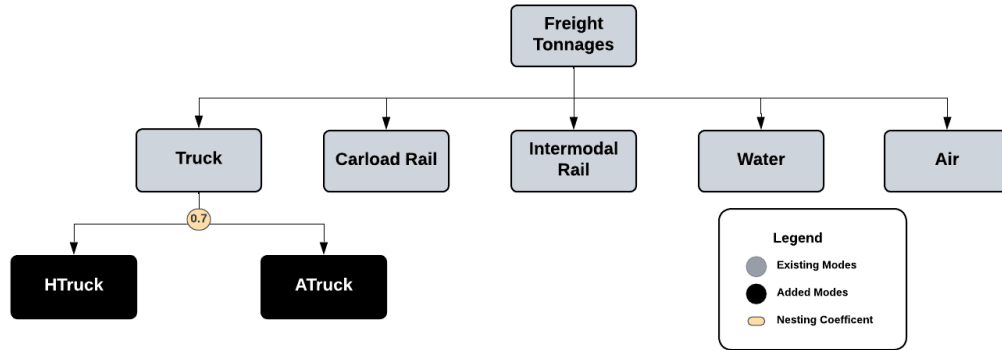 Freight
Tonnages
Truck
Carload Rail
Intermodal
Rail
Water
Air
0.7
HTruck
ATruck
Legend
Existing Modes
Added Modes
Nesting Coefficent